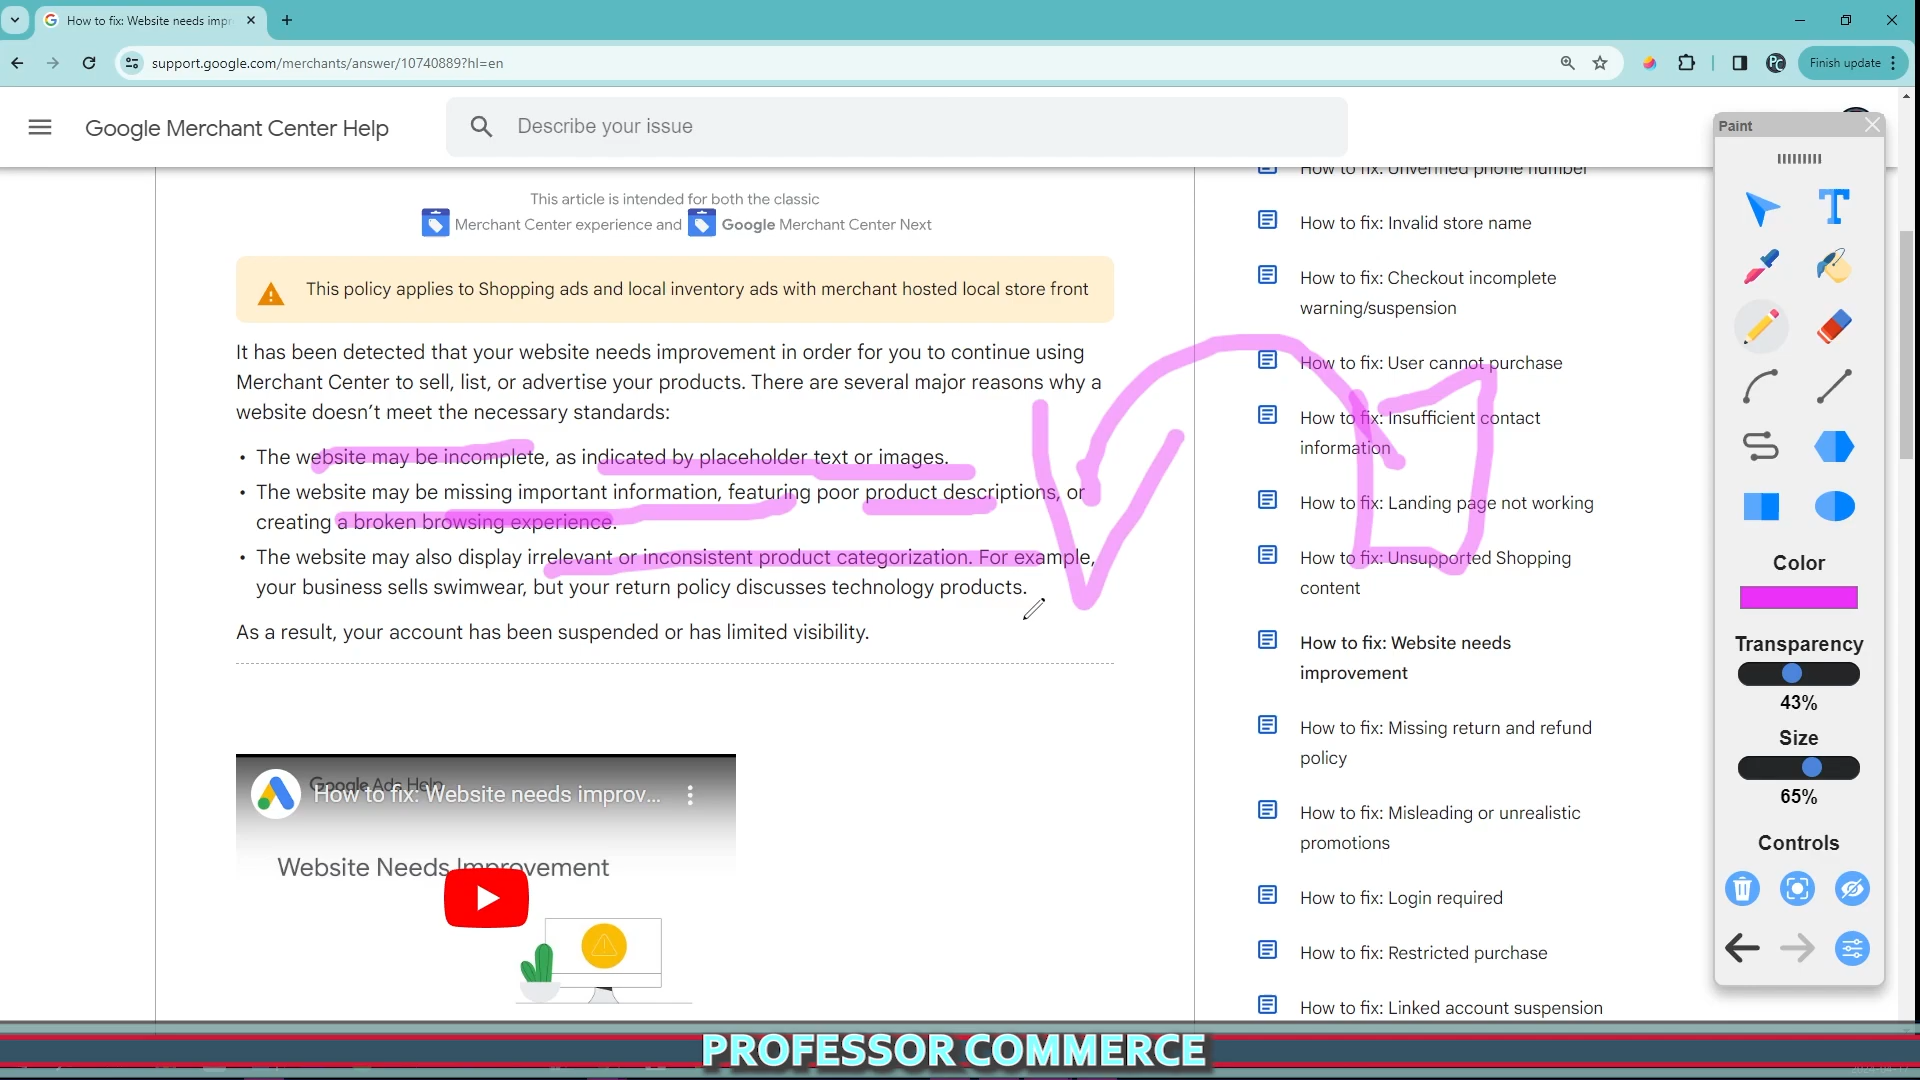 How to fix: Website needs impr
support.google.com/merchants/answer/10740889?hl=en
Finish update
Google Merchant Center Help
Describe your issue
This article is intended for both the classic
Merchant Center experience and Google Merchant Center Next
This policy applies to Shopping ads and local inventory ads with merchant hosted local store front
It has been detected that your website needs improvement in order for you to continue using
Merchant Center to sell, list, or advertise your products. There are several major reasons why a
website doesn’t meet the necessary standards:
• The website may be incomplete, as indicated by placeholder text or images.
• The website may be missing important information, featuring poor product descriptions, or
creating a broken browsing experience.
• The website may also display irrelevant or inconsistent product categorization. For example,
your business sells swimwear, but your return policy discusses technology products.
As a result, your account has been suspended or has limited visibility.
Google Ads Help
How to fix: Website needs improv...
Website Needs Improvement
How to fix: Unverified phone number
How to fix: Invalid store name
How to fix: Checkout incomplete
warning/suspension
How to fix: User cannot purchase
How to fix: Insufficient contact
information
How to fix: Landing page not working
How to fix: Unsupported Shopping
content
How to fix: Website needs
improvement
How to fix: Missing return and refund
policy
How to fix: Misleading or unrealistic
promotions
How to fix: Login required
How to fix: Restricted purchase
How to fix: Linked account suspension
Paint
T
Color
Transparency
43%
Size
65%
Controls
PROFESSOR COMMERCE